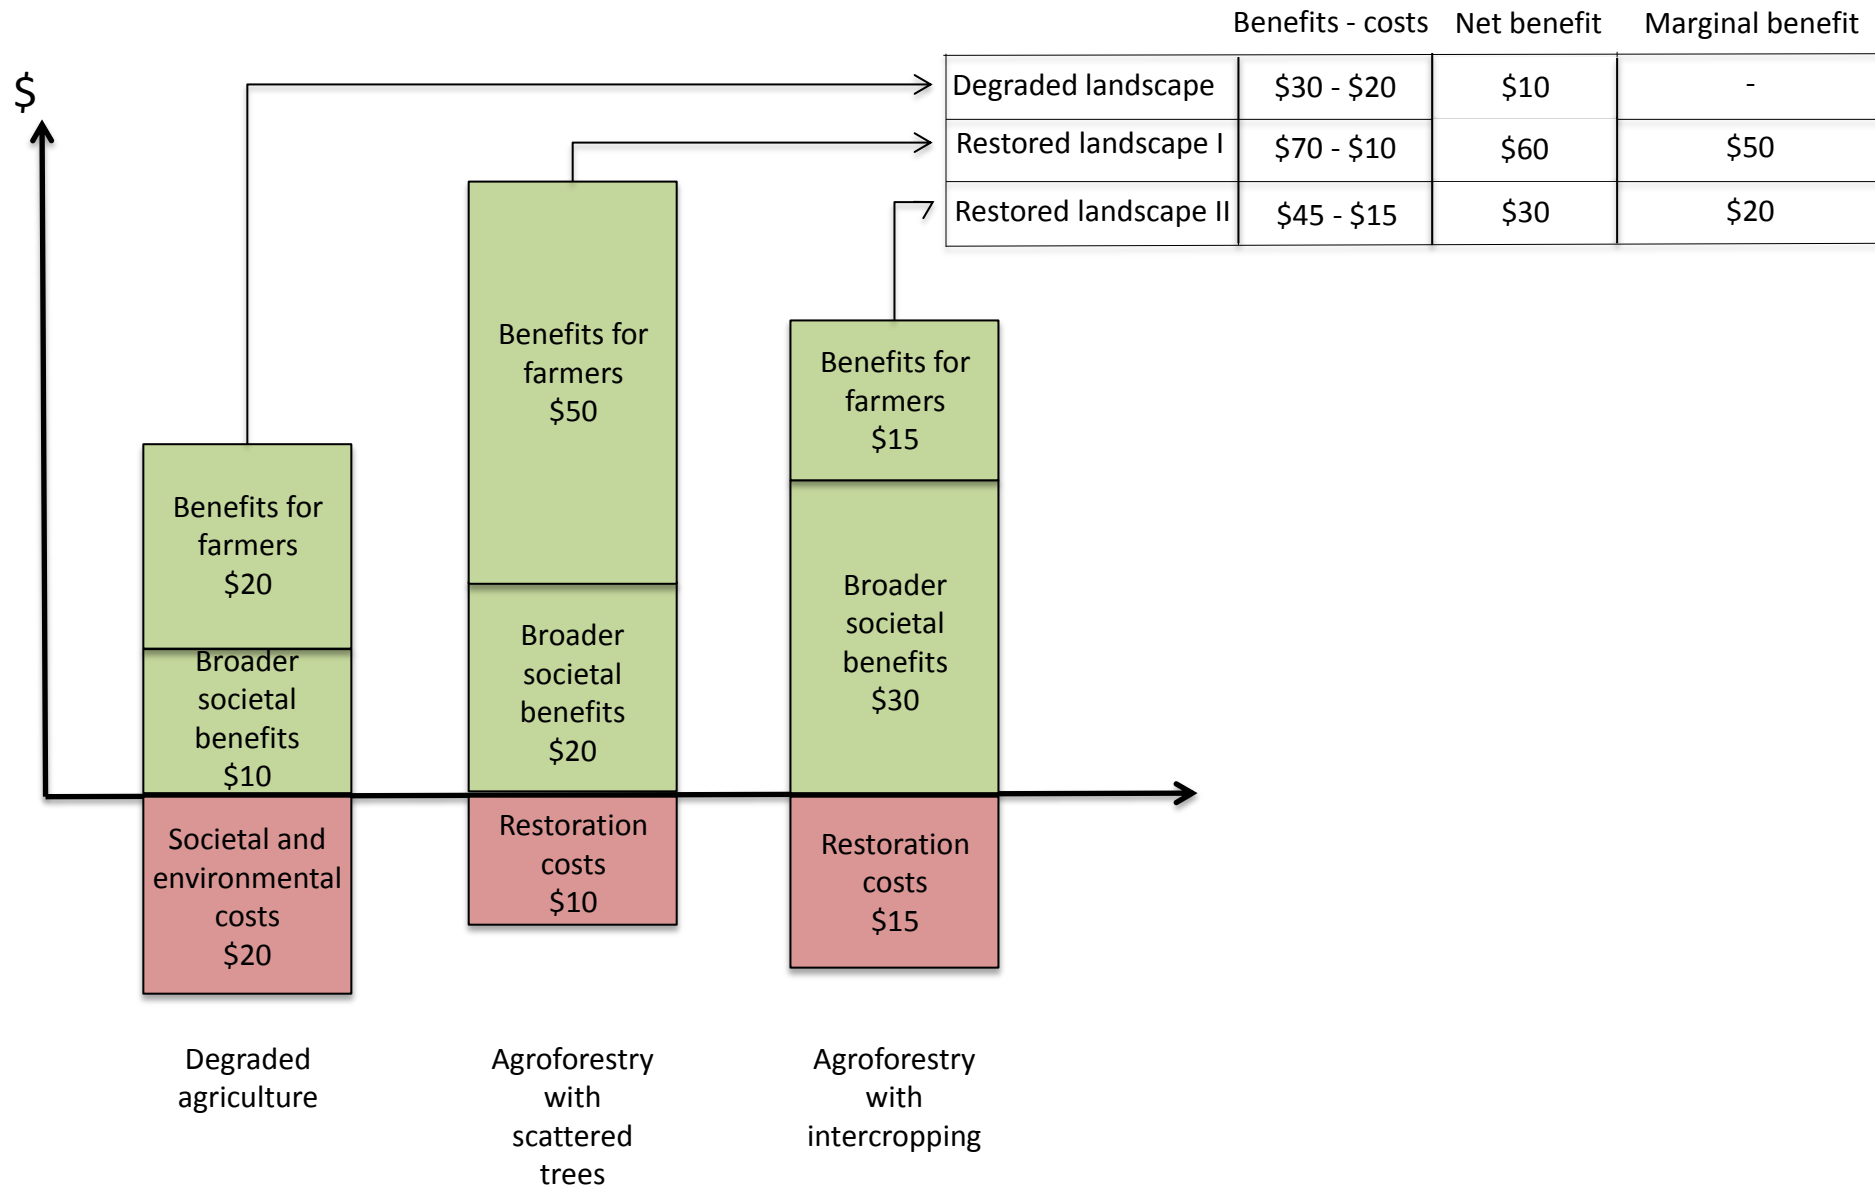 Benefits - costs Net benefit Marginal benefit
$
Degraded landscape $30 - $20 $10 -
Restored landscape I $70 - $10 $60 $50
Restored landscape II $45 - $15 $30 $20
Benefits for
farmers
$20
Broader
societal
benefits
$10
Societal and
environmental
costs
$20
Degraded
agriculture
Benefits for
farmers
$50
Broader
societal
benefits
$20
Restoration
costs
$10
Agroforestry
with
scattered
trees
Benefits for
farmers
$15
Broader
societal
benefits
$30
Restoration
costs
$15
Agroforestry
with
intercropping